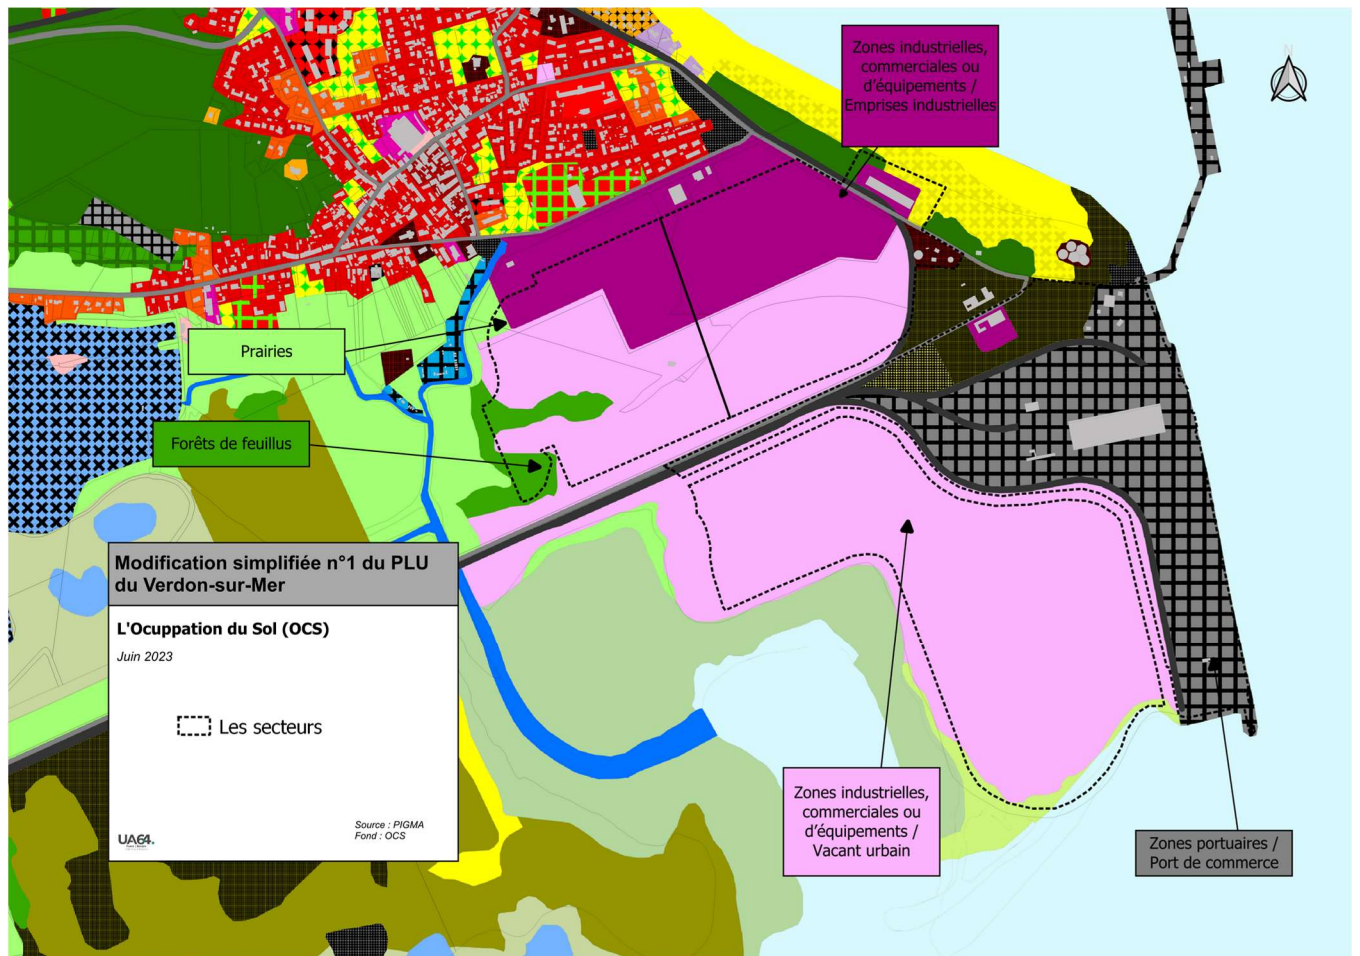 Zones industrielles,
commerciales ou
d'équipements /
Emprises industrielles
N
Prairies
Forêts de feuillus
Modification simplifiée n°1 du PLU
du Verdon-sur-Mer
L'Ocuppation du Sol (OCS)
Juin 2023
Les secteurs
Source : PIGMA
Fond : OCS
UA64.
Zones industrielles,
commerciales ou
d'équipements /
Vacant urbain
Zones portuaires /
Port de commerce